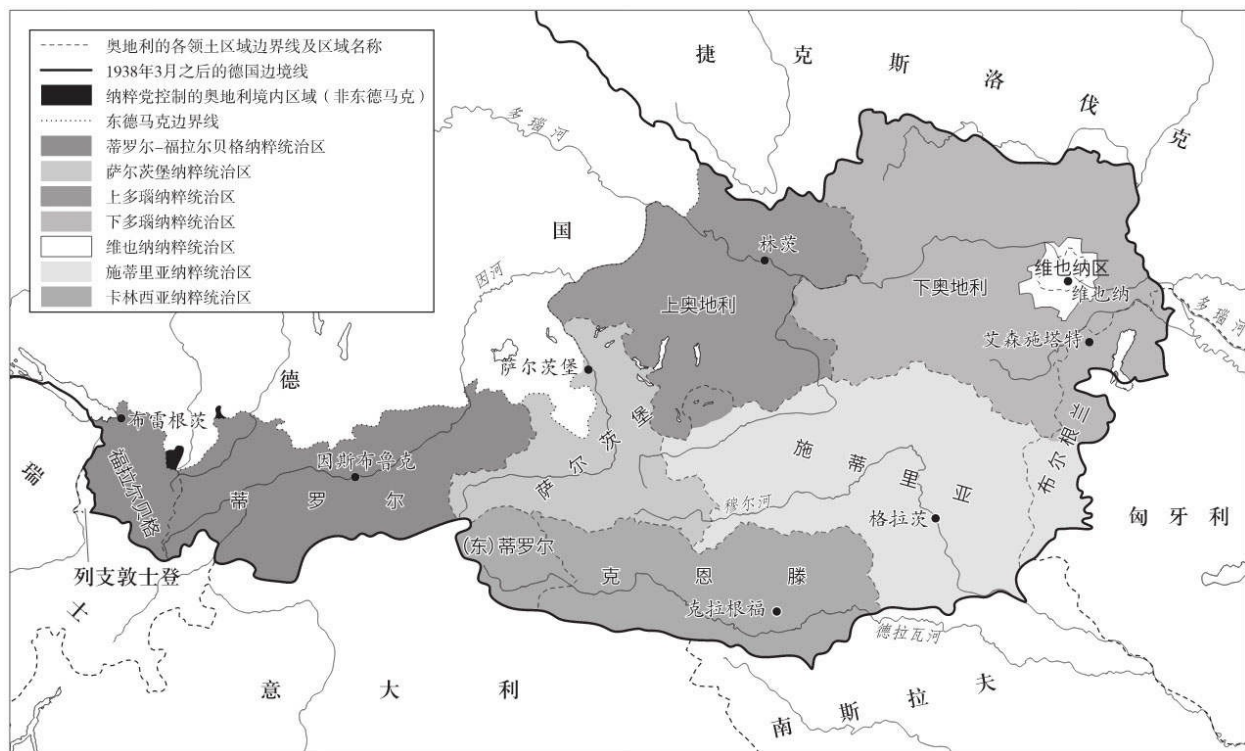 奥地利的各领土区域边界线及区域名称
1938年3月之后的德国边境线
纳粹党控制的奥地利境内区域（非东德马克）
东德马克边界线
蒂罗尔-福拉尔贝格纳粹统治区
萨尔茨堡纳粹统治区
上多瑙纳粹统治区
下多瑙纳粹统治区
维也纳纳粹统治区
施蒂里亚纳粹统治区
卡林西亚纳粹统治区
捷克斯洛伐克
多瑙河
德国
因河
林茨
上奥地利
下奥地利
维也纳区
维也纳
多瑙河
艾森施塔特
萨尔茨堡
布雷根茨
福拉尔贝格
因斯布鲁克
蒂罗尔
萨尔茨堡
施蒂里亚
布尔根兰
穆尔河
格拉茨
匈牙利
瑞士
列支敦士登
(东)蒂罗尔
克恩滕
克拉根福
德拉瓦河
意大利
南斯拉夫